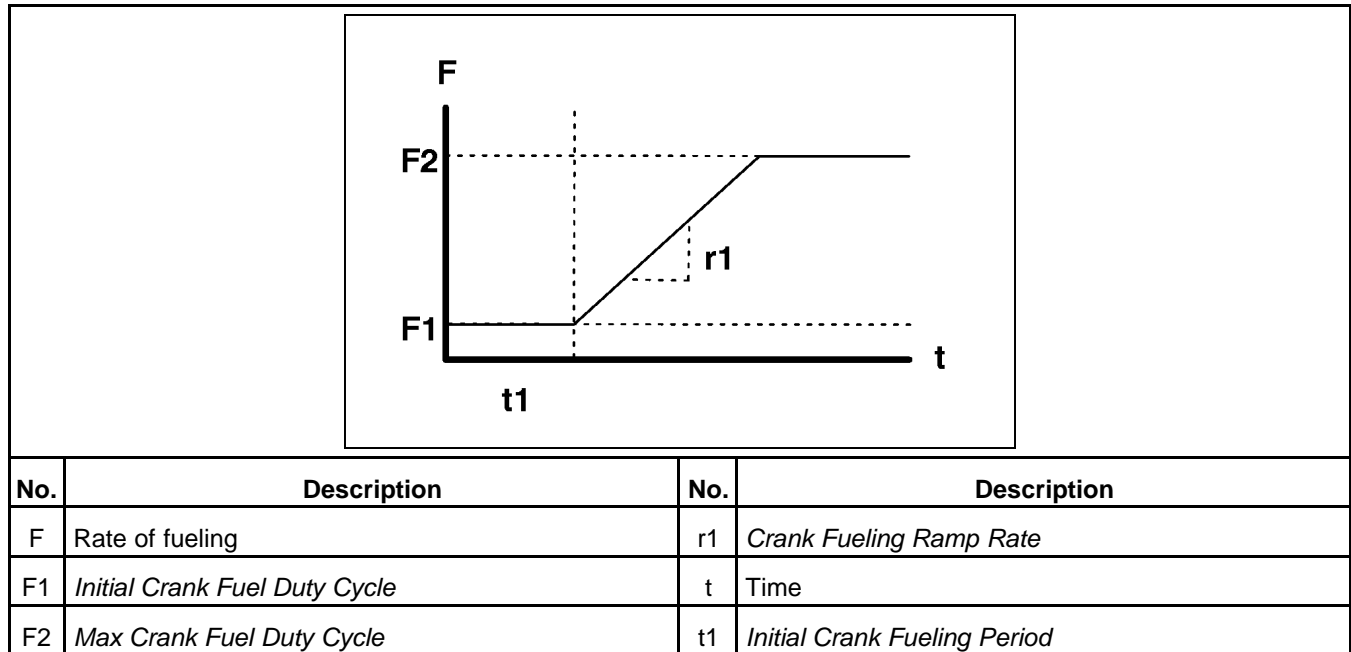 F
F2
r1
F1
t
t1
No. Description No. Description
F Rate of fueling r1 Crank Fueling Ramp Rate
F1 Initial Crank Fuel Duty Cycle t Time
F2 Max Crank Fuel Duty Cycle t1 Initial Crank Fueling Period